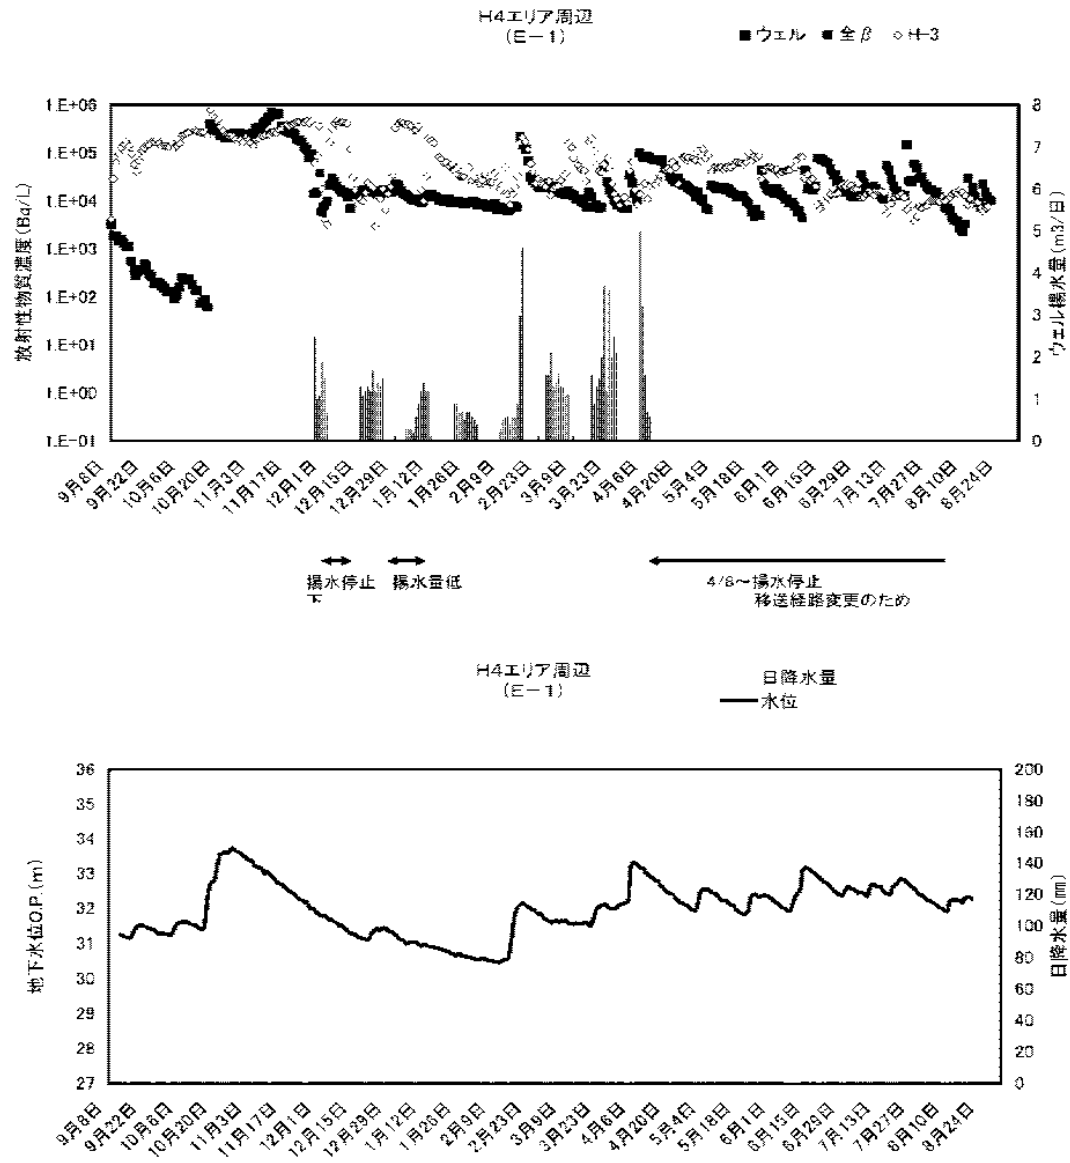 H4エリア周辺
(E-1)
■ウェル ■全β ◇H-3
放射性物質濃度(Bq/L)
1.E+06
1.E+05
1.E+04
1.E+03
1.E+02
1.E+01
1.E+00
1.E-01
8
7
6
5
4
3
2
1
0
ウェル揚水量(m3/日)
9月8日
9月22日
10月6日
10月20日
11月3日
11月17日
12月1日
12月15日
12月29日
1月12日
1月26日
2月9日
2月23日
3月9日
3月23日
4月6日
4月20日
5月4日
5月18日
6月1日
6月15日
6月29日
7月13日
7月27日
8月10日
8月24日
揚水停止
下
揚水量低
4/8~揚水停止
移送経路変更のため
H4エリア周辺
(E-1)
日降水量
水位
地下水位O.P.(m)
36
35
34
33
32
31
30
29
28
27
200
180
160
140
120
100
80
60
40
20
0
日降水量(mm)
9月8日
9月22日
10月6日
10月20日
11月3日
11月17日
12月1日
12月15日
12月29日
1月12日
1月26日
2月9日
2月23日
3月9日
3月23日
4月6日
4月20日
5月4日
5月18日
6月1日
6月15日
6月29日
7月13日
7月27日
8月10日
8月24日